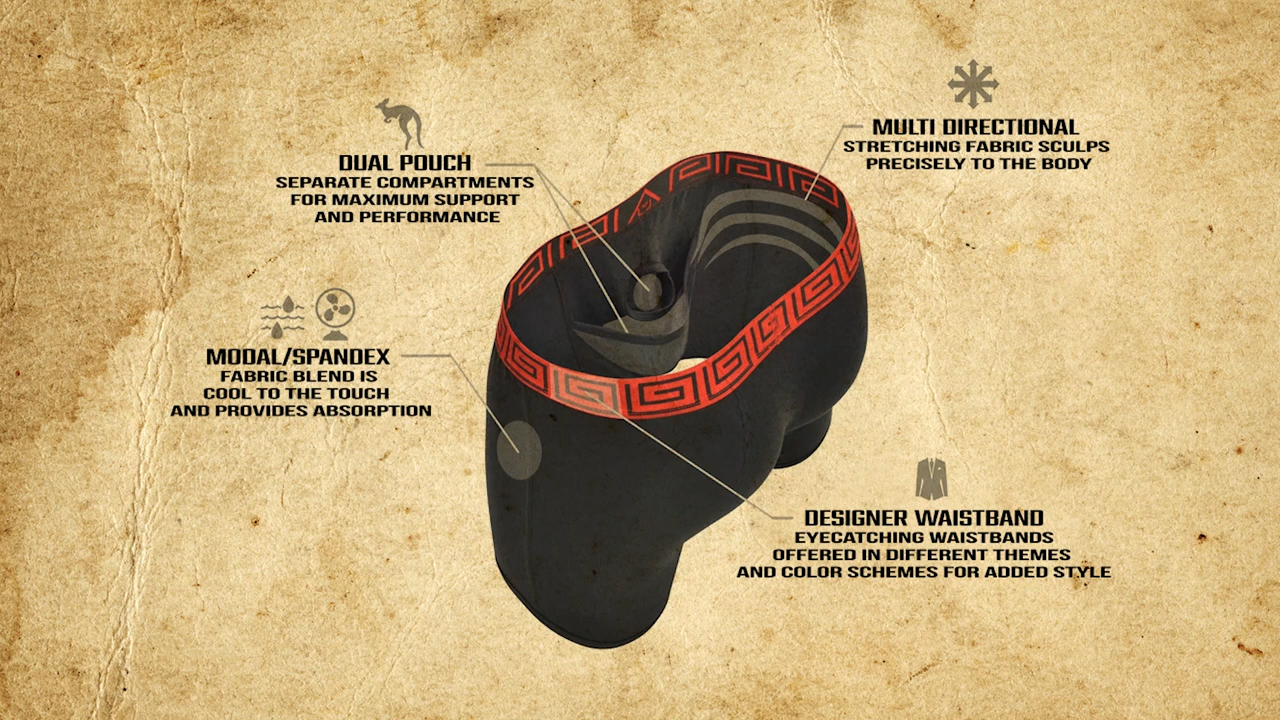 DUAL POUCH
SEPARATE COMPARTMENTS
FOR MAXIMUM SUPPORT
AND PERFORMANCE
MULTI DIRECTIONAL
STRETCHING FABRIC SCULPS
PRECISELY TO THE BODY
MODAL/SPANDEX
FABRIC BLEND IS
COOL TO THE TOUCH
AND PROVIDES ABSORPTION
DESIGNER WAISTBAND
EYECATCHING WAISTBANDS
OFFERED IN DIFFERENT THEMES
AND COLOR SCHEMES FOR ADDED STYLE